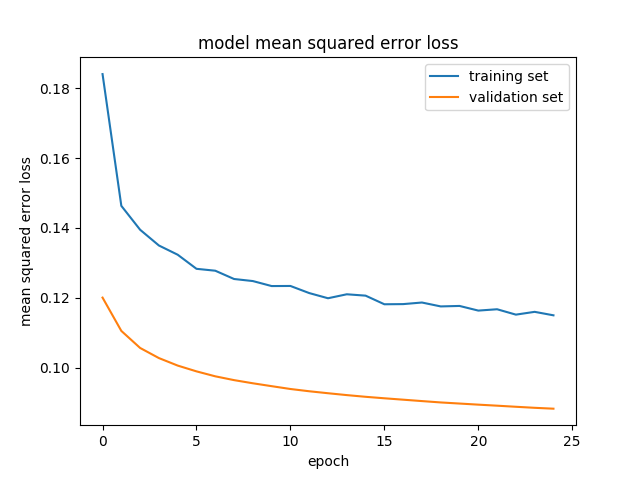 model mean squared error loss
training set
validation set
0.18
0.16
0.14
0.12
0.10
mean squared error loss
0
5
10
15
20
25
epoch